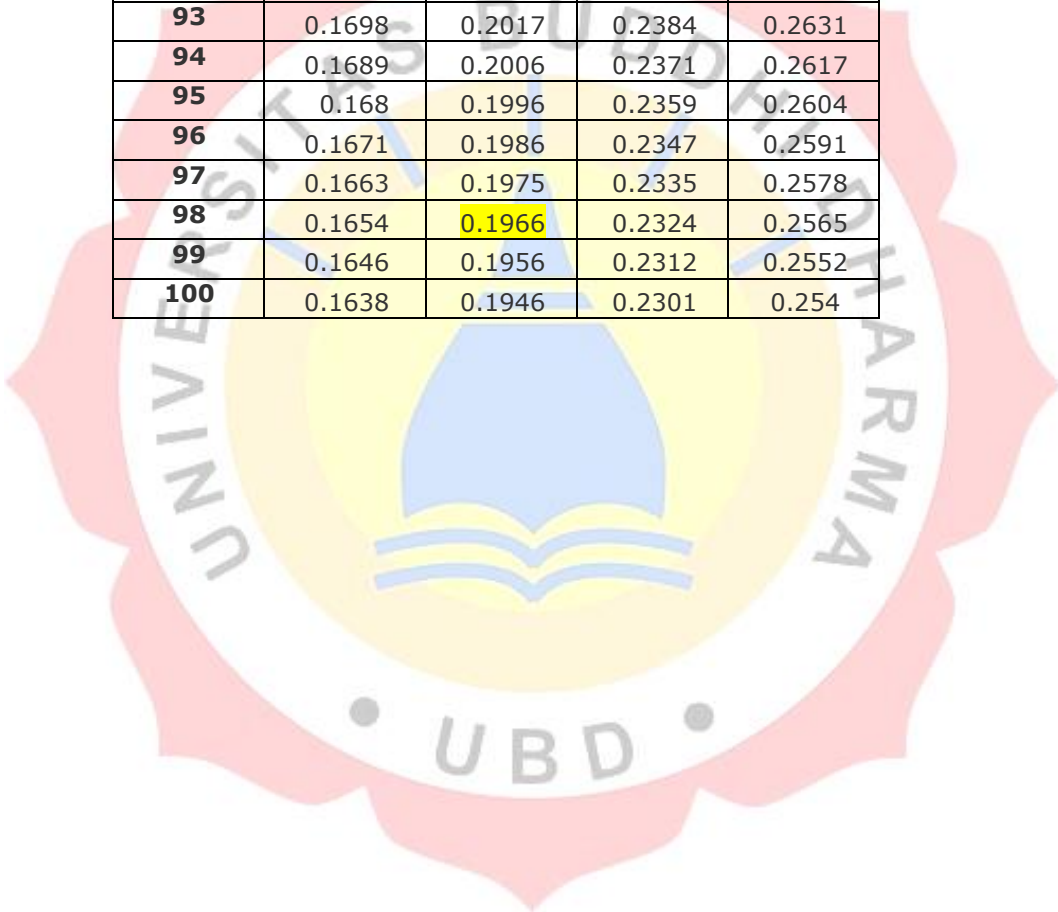 93 0.1698 0.2017 0.2384 0.2631
94 0.1689 0.2006 0.2371 0.2617
95 0.168 0.1996 0.2359 0.2604
96 0.1671 0.1986 0.2347 0.2591
97 0.1663 0.1975 0.2335 0.2578
98 0.1654 0.1966 0.2324 0.2565
99 0.1646 0.1956 0.2312 0.2552
100 0.1638 0.1946 0.2301 0.254
UNIVERSITAS BUDDHI DHARMA
• UBD •